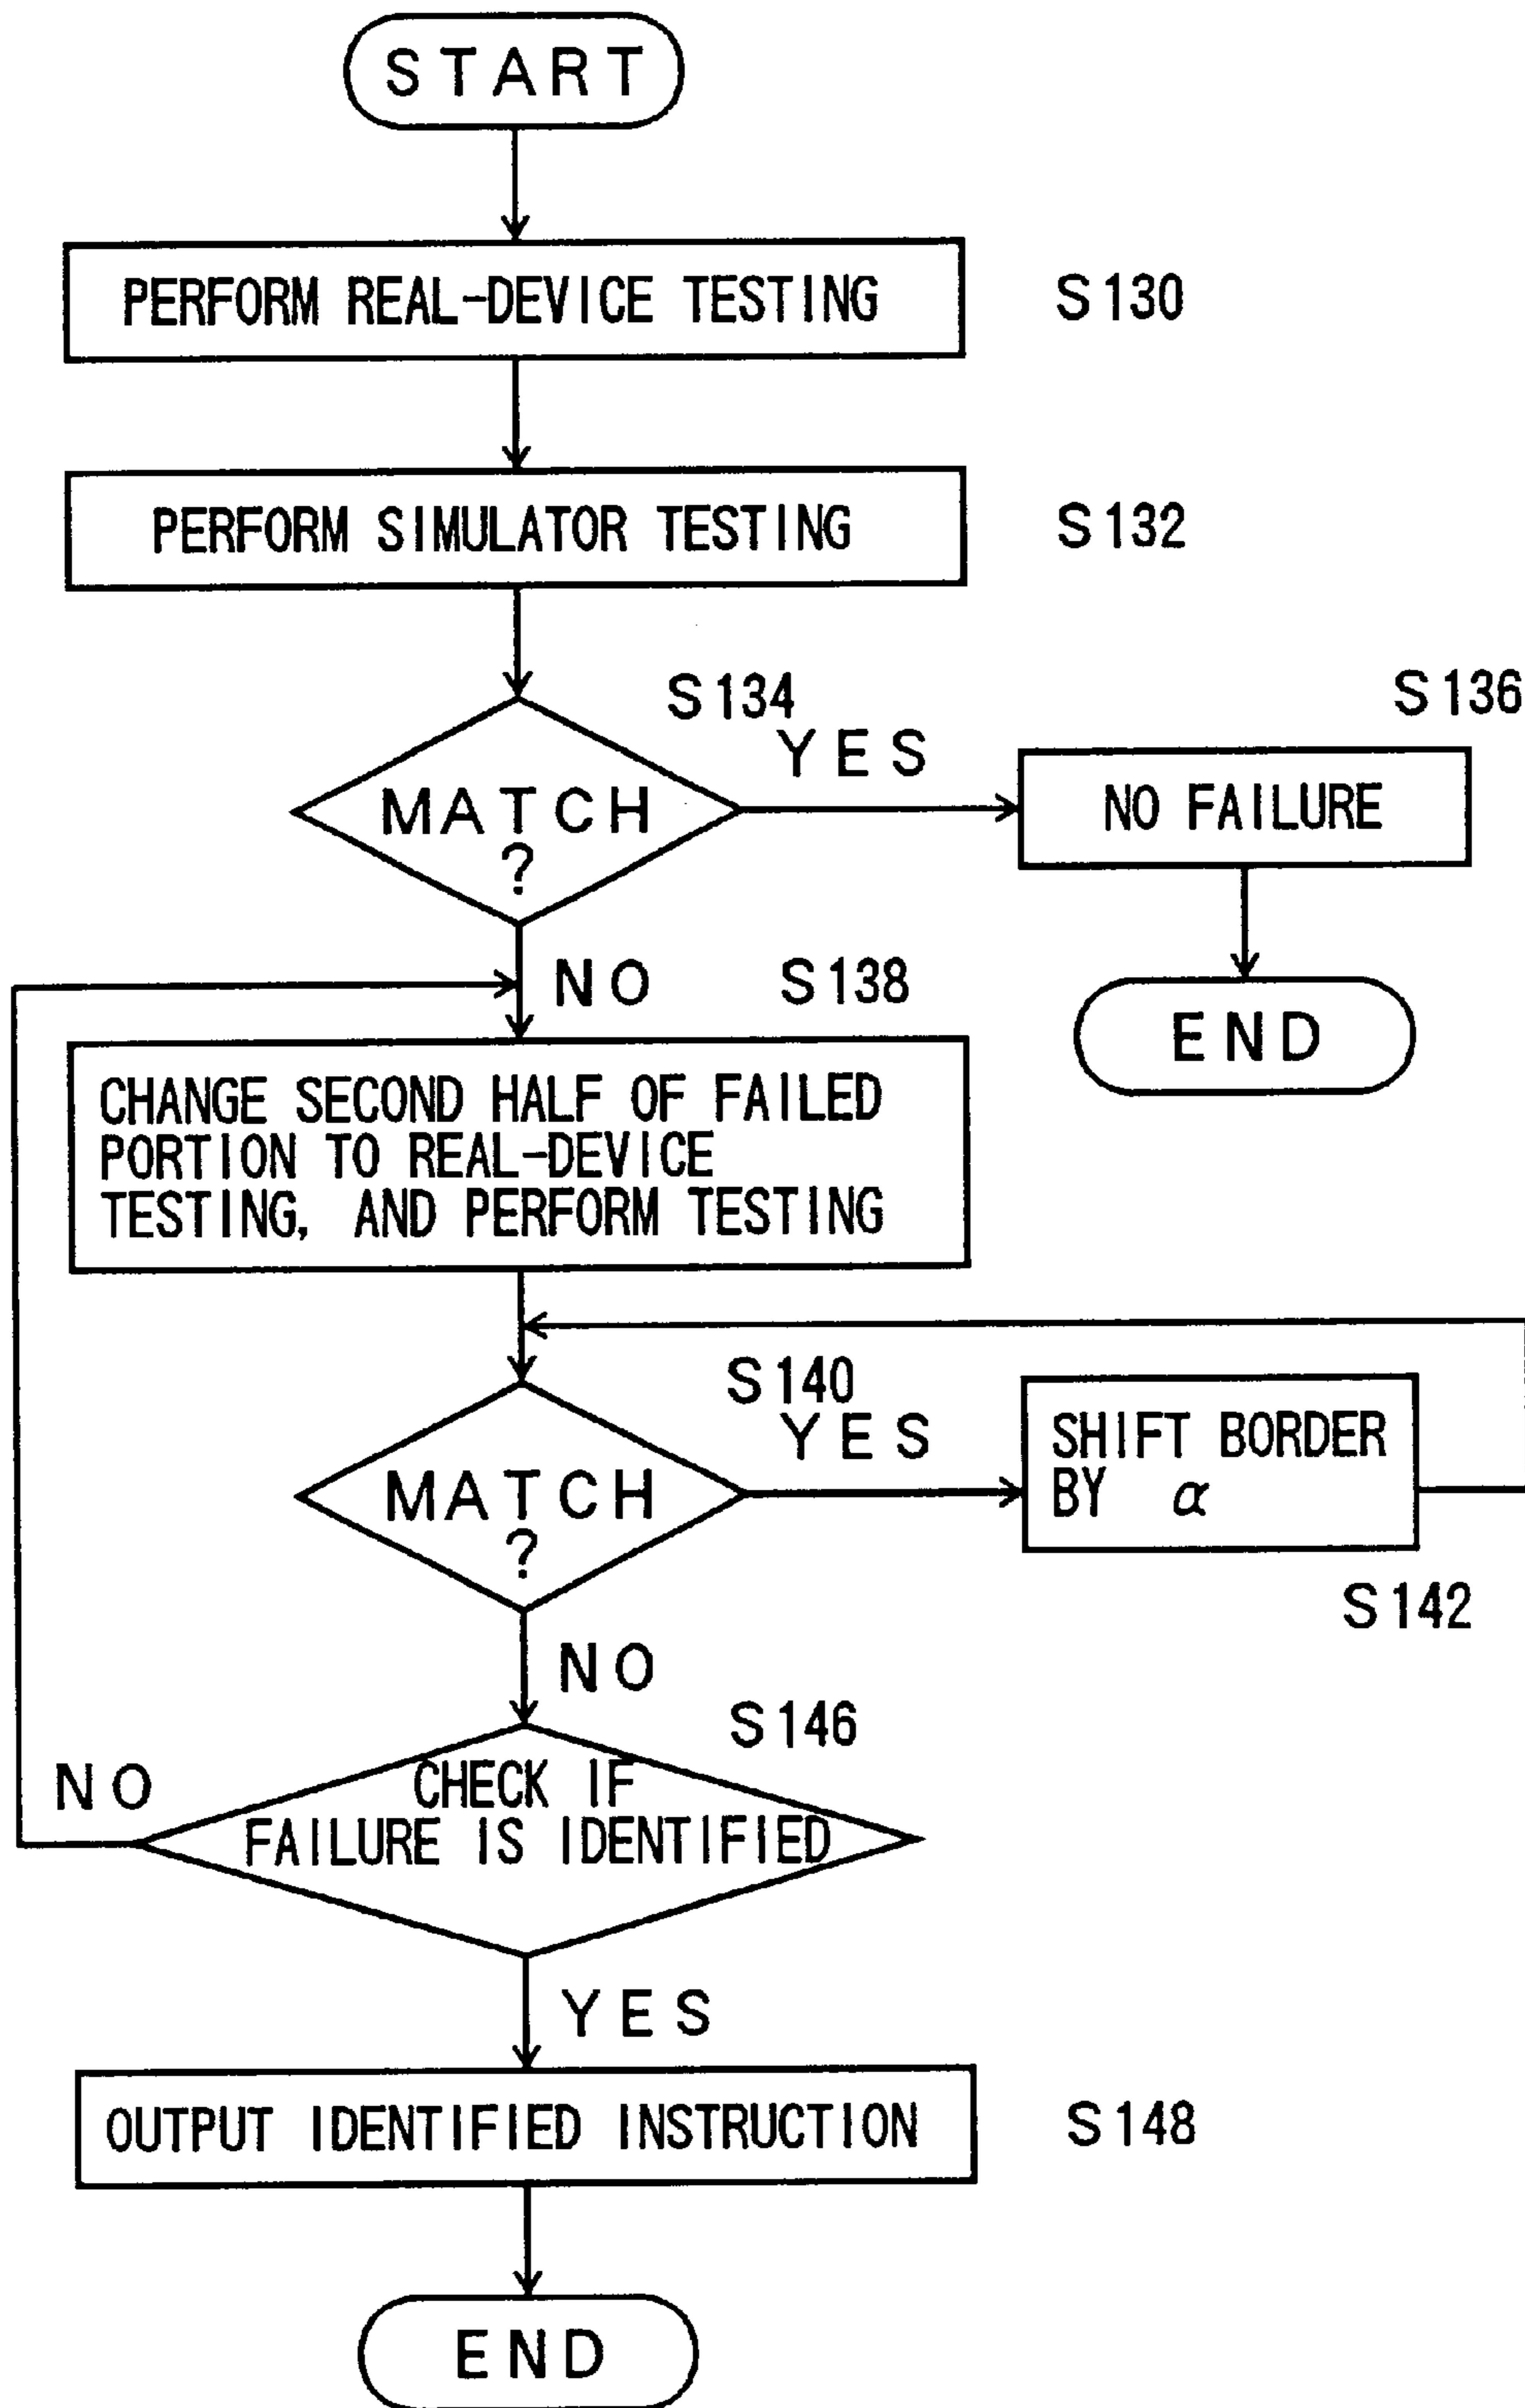 START
PERFORM REAL-DEVICE TESTING
S130
PERFORM SIMULATOR TESTING
S132
S134
S136
YES
MATCH
?
NO FAILURE
NO
S138
END
CHANGE SECOND HALF OF FAILED
PORTION TO REAL-DEVICE
TESTING, AND PERFORM TESTING
S140
YES
MATCH
?
SHIFT BORDER
BY α
S142
NO
S146
NO
CHECK IF
FAILURE IS IDENTIFIED
YES
OUTPUT IDENTIFIED INSTRUCTION
S148
END